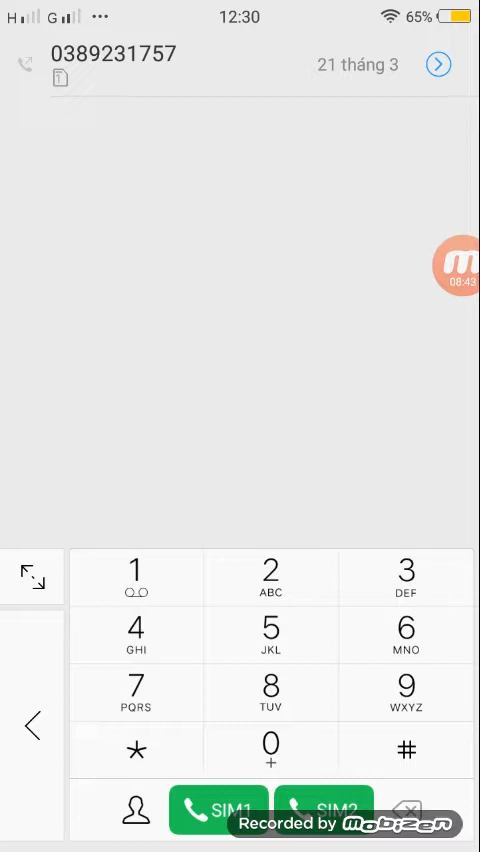 H G ••• 12:30 65%
0389231757
1
21 tháng 3
m
08:43
1 2 3
ABC DEF
4 5 6
GHI JKL MNO
7 8 9
PQRS TUV WXYZ
* 0 #
+
SIM1 SIM2
Recorded by mobizen